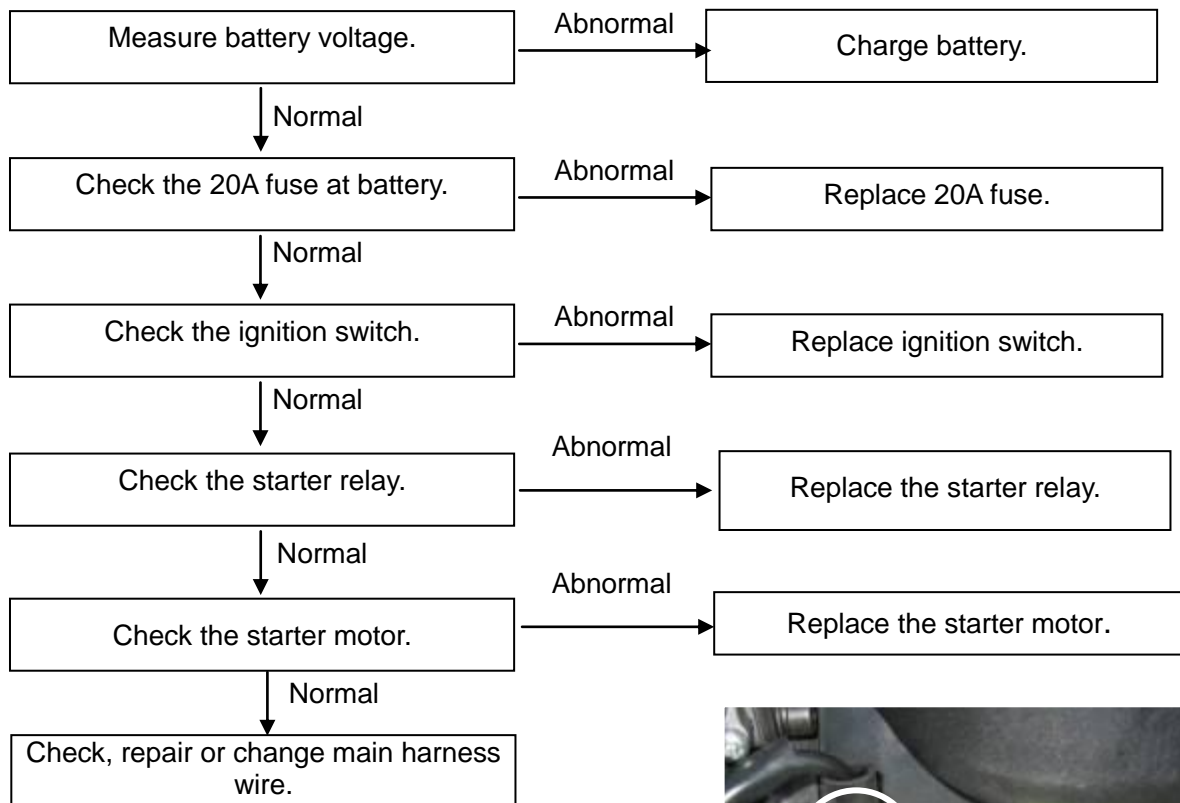 Measure battery voltage.
Abnormal
Charge battery.
Normal
Check the 20A fuse at battery.
Abnormal
Replace 20A fuse.
Normal
Check the ignition switch.
Abnormal
Replace ignition switch.
Normal
Check the starter relay.
Abnormal
Replace the starter relay.
Normal
Check the starter motor.
Abnormal
Replace the starter motor.
Normal
Check, repair or change main harness
wire.